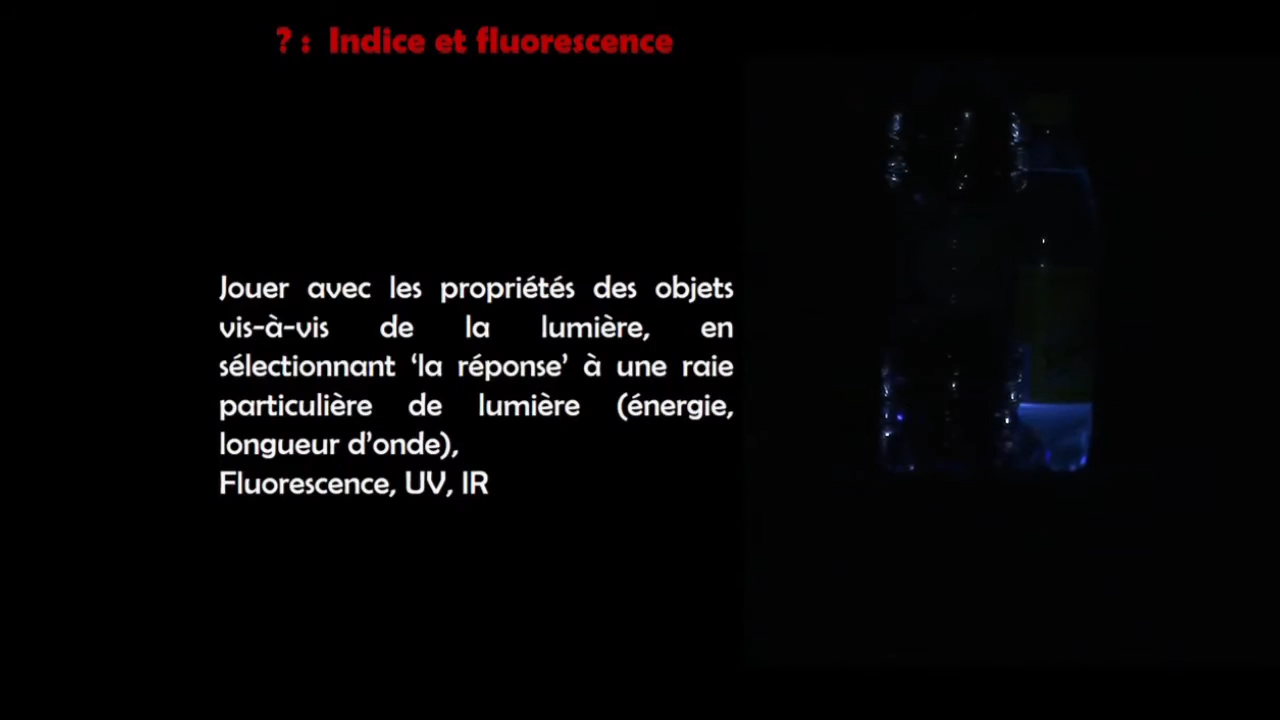 ? : Indice et fluorescence
Jouer avec les propriétés des objets
vis-à-vis de la lumière, en
sélectionnant ‘la réponse’ à une raie
particulière de lumière (énergie,
longueur d’onde),
Fluorescence, UV, IR